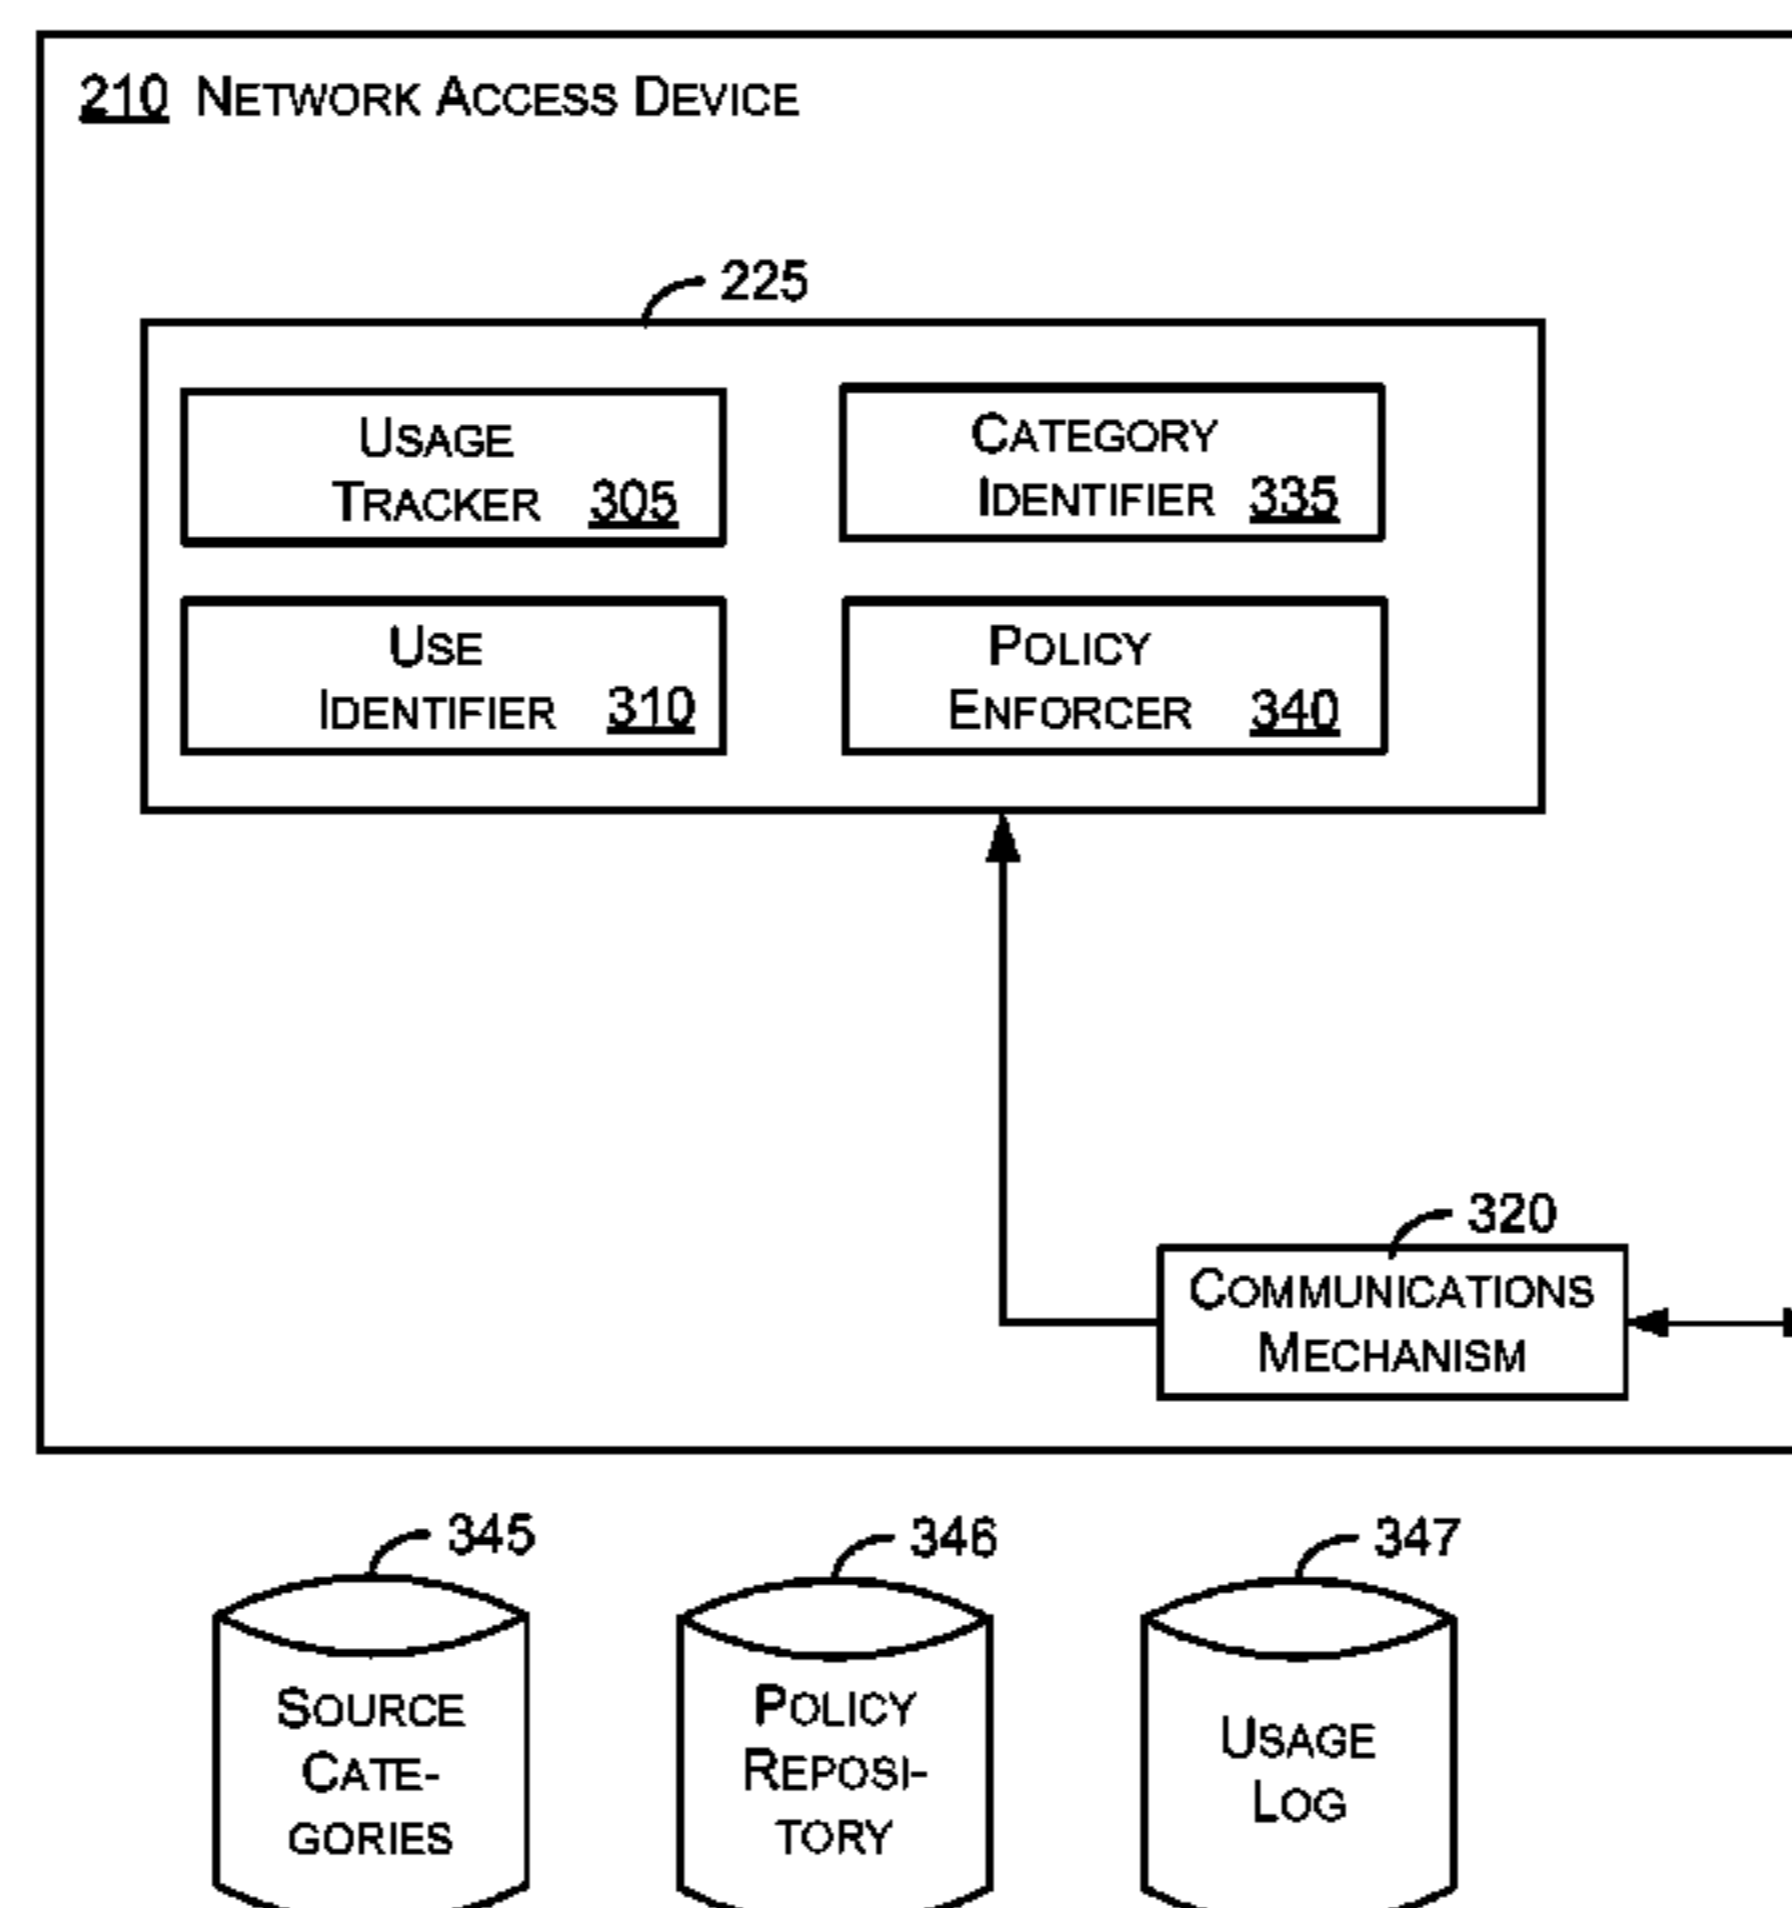 210 NETWORK ACCESS DEVICE
225
USAGE
TRACKER 305
CATEGORY
IDENTIFIER 335
USE
IDENTIFIER 310
POLICY
ENFORCER 340
320
COMMUNICATIONS
MECHANISM
345
SOURCE
CATE-
GORIES
346
POLICY
REPOSI-
TORY
347
USAGE
LOG